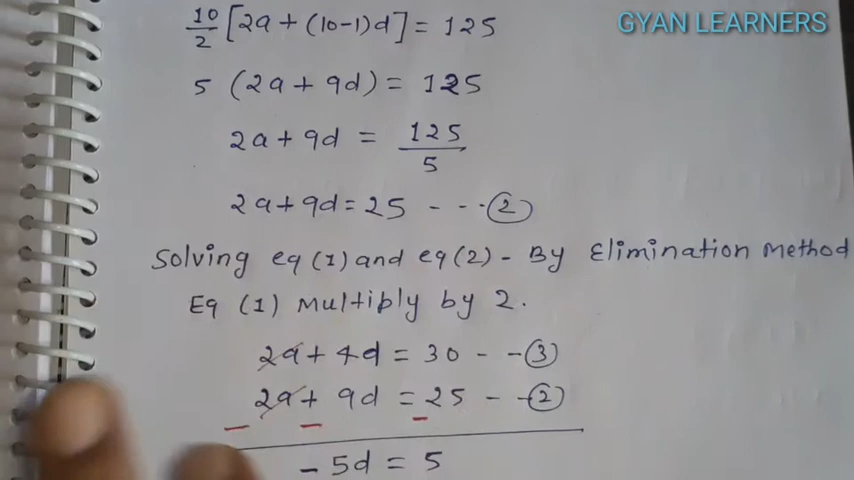 GYAN LEARNERS
10/2 [2a + (10-1)d] = 125
5 (2a + 9d) = 125
2a + 9d = 125/5
2a + 9d = 25 - - - ②
Solving eq (1) and eq (2) - By Elimination Method
Eq (1) Multiply by 2.
2a + 4d = 30 - - ③
2a + 9d = 25 - - ②
- - -
- 5d = 5